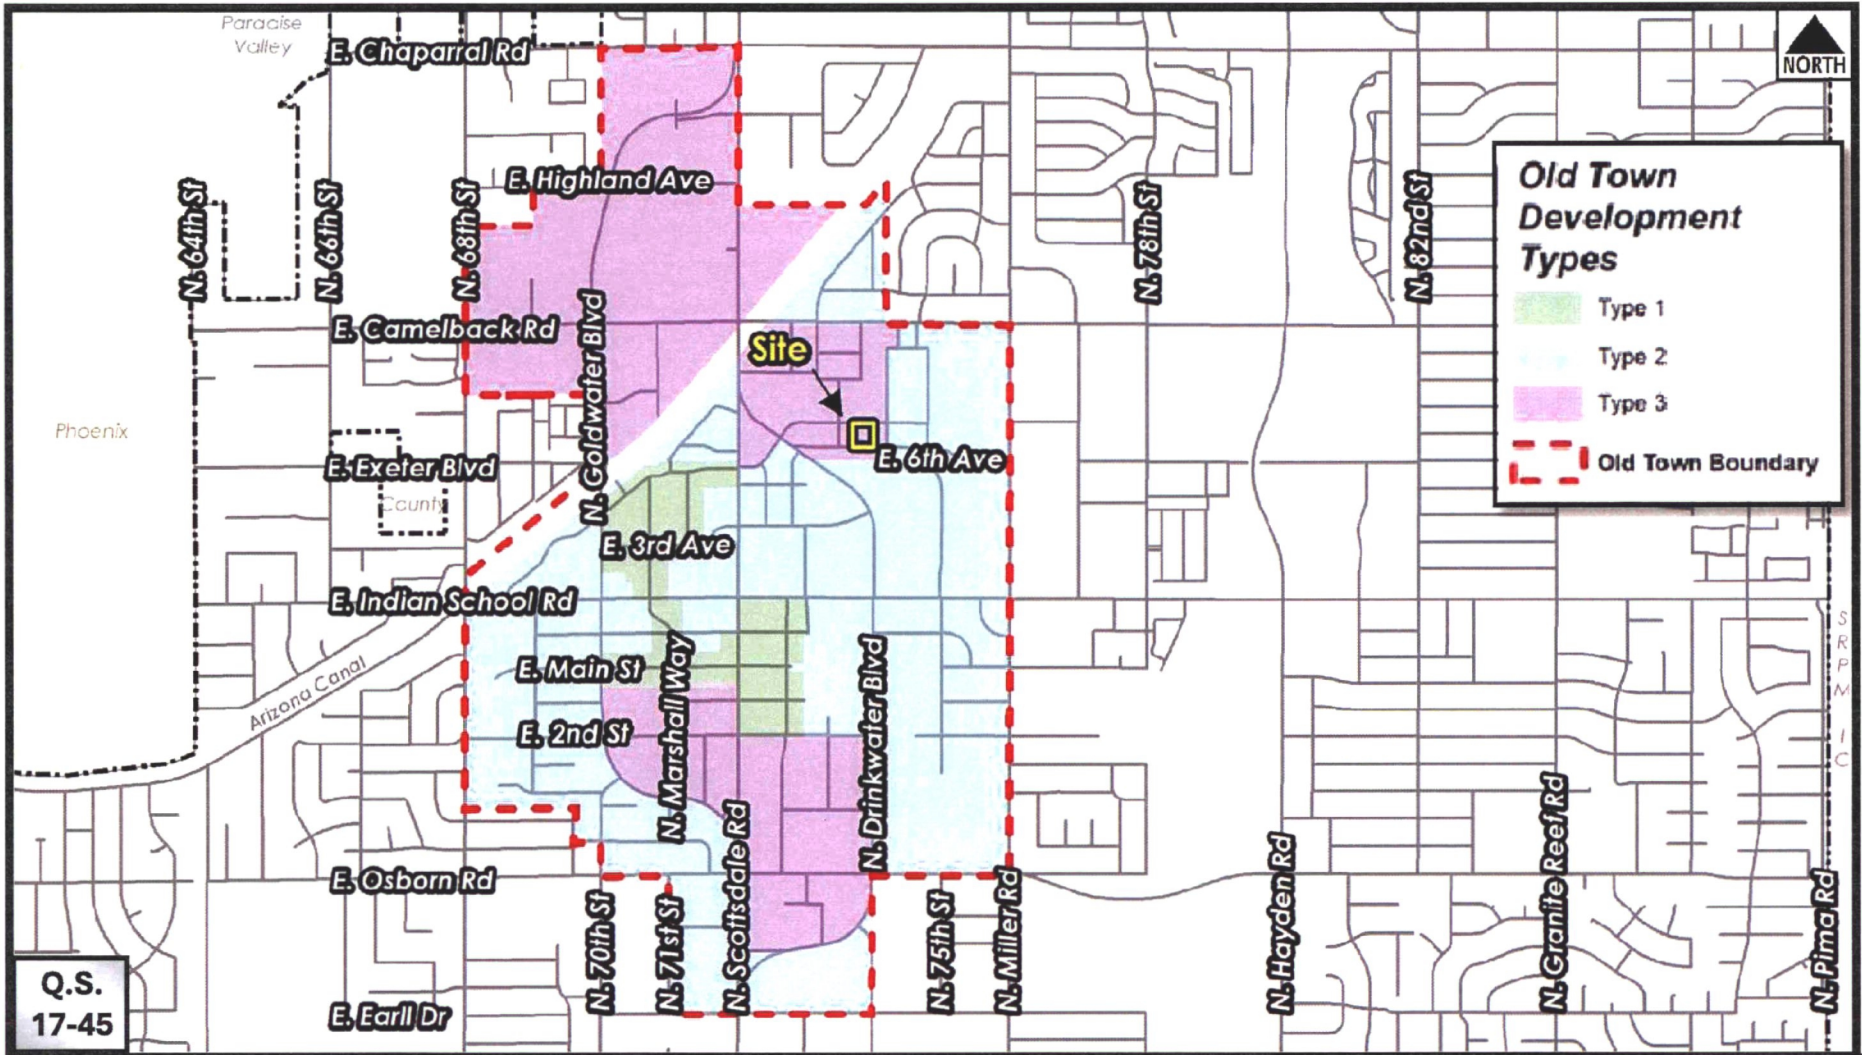 Paradise
Valley
E. Chaparral Rd
NORTH
E. Highland Ave
N. 64th St
N. 66th St
N. 68th St
N. 78th St
N. 82nd St
Old Town
Development
Types
Type 1
Type 2
Type 3
Old Town Boundary
E. Camelback Rd
N. Goldwater Blvd
Site
Phoenix
E. Exeter Blvd
E. 6th Ave
County
E. 3rd Ave
E. Indian School Rd
SRPMIC
E. Main St
Arizona Canal
N. Marshall Way
N. Drinkwater Blvd
E. 2nd St
E. Osborn Rd
N. 70th St
N. 71st St
N. Scottsdale Rd
N. 75th St
N. Miller Rd
N. Hayden Rd
N. Granite Reef Rd
N. Pima Rd
Q.S.
17-45
E. Earll Dr